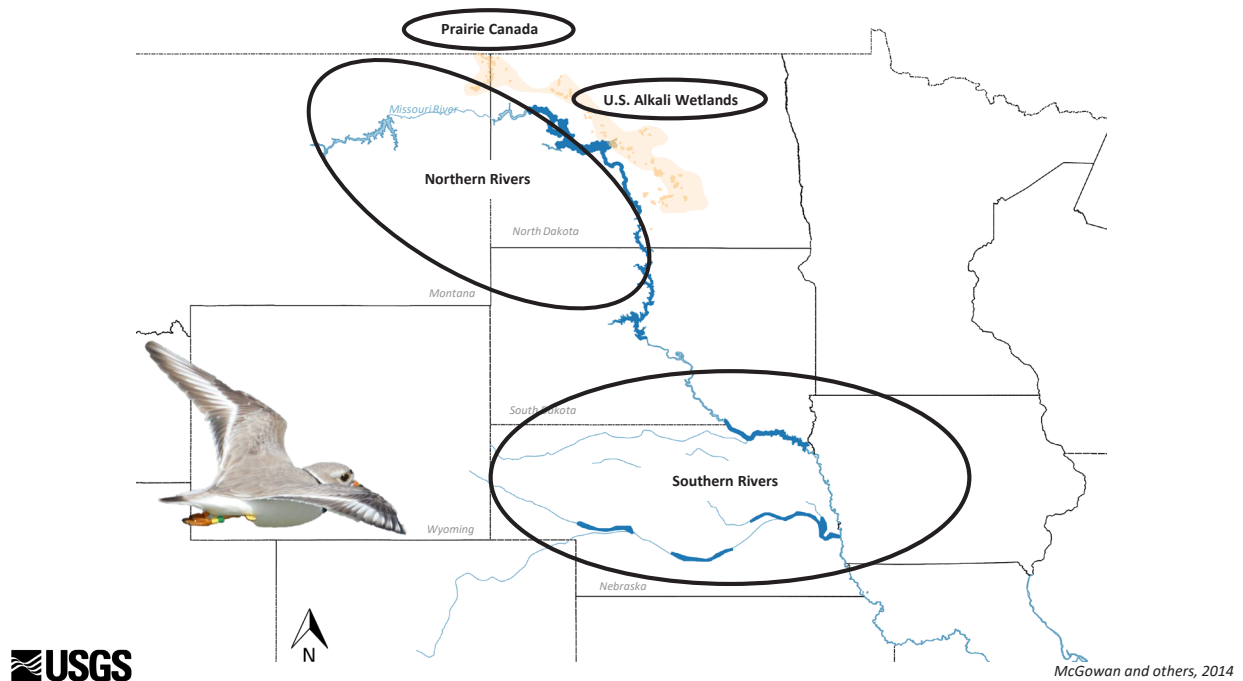 Prairie Canada
U.S. Alkali Wetlands
Missouri River
Northern Rivers
North Dakota
Montana
South Dakota
Southern Rivers
Wyoming
Nebraska
N
USGS
McGowan and others, 2014